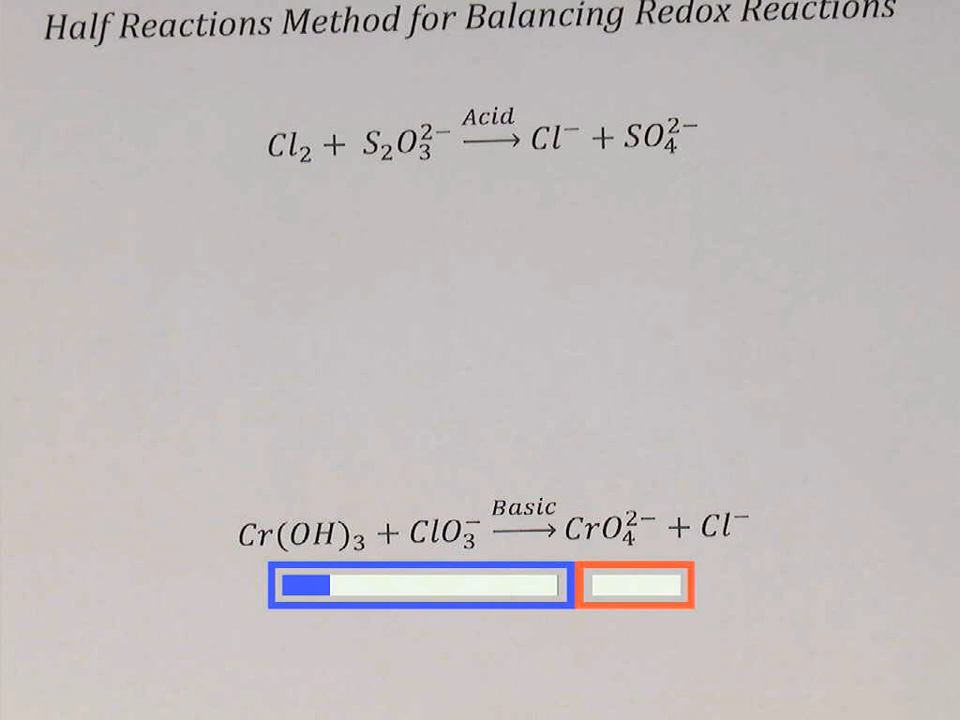 Half Reactions Method for Balancing Redox Reactions
Cl₂ + S₂O₃²⁻ ⟶ Cl⁻ + SO₄²⁻ (Acid)
Cr(OH)₃ + ClO₃⁻ ⟶ CrO₄²⁻ + Cl⁻ (Basic)